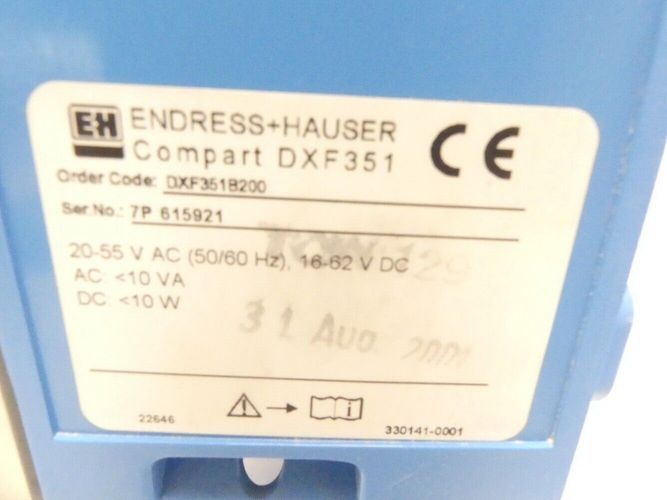 E+H ENDRESS+HAUSER
Compart DXF351
CE
Order Code: DXF351B200
Ser.No.: 7P 615921
20-55 V AC (50/60 Hz), 16-62 V DC
129
AC: <10 VA
DC: <10 W
31 Aug 2001
i
22646
330141-0001